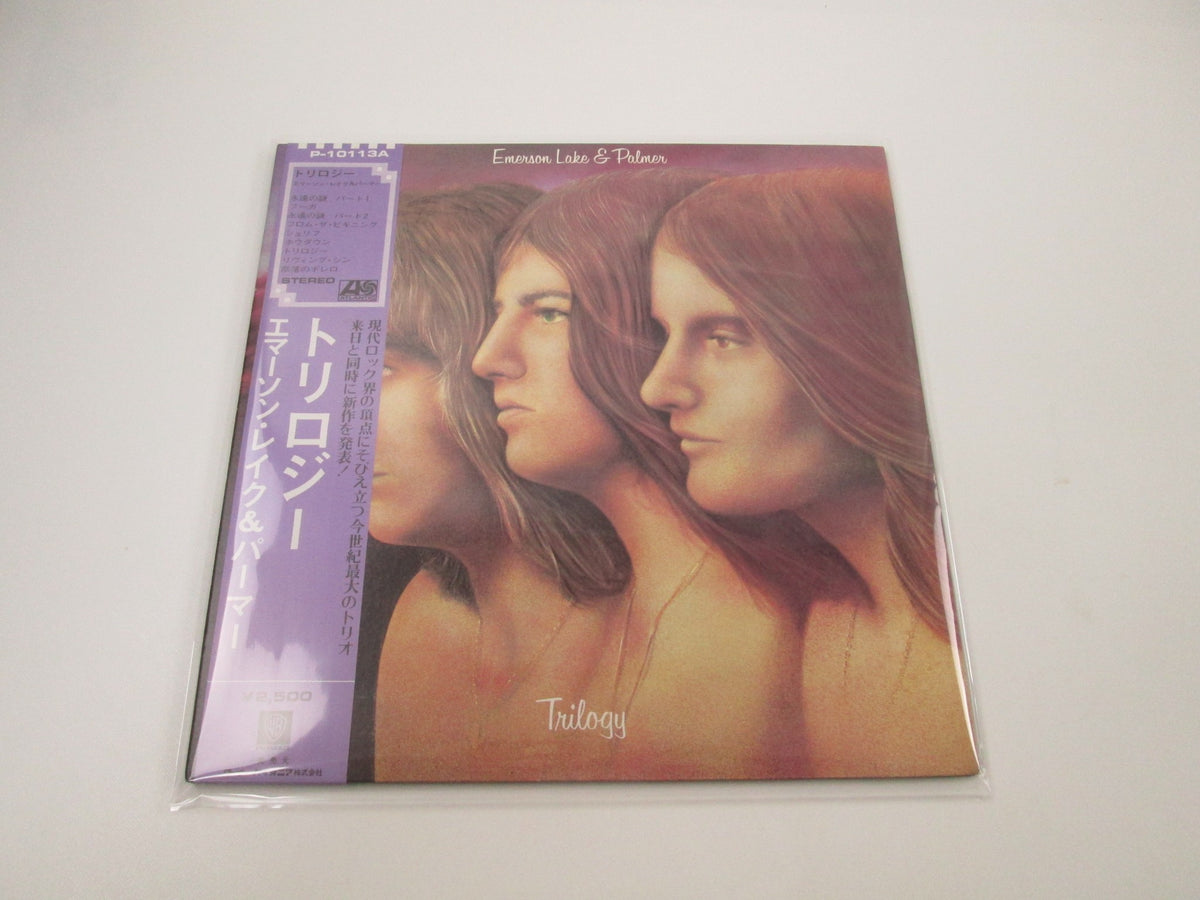 P-10113A
トリロジー
エマーソン・レイク&パーマー
永遠の謎 パート1
フーガ
永遠の謎 パート2
フロム・ザ・ビギニング
シェリフ
ホウダウン
トリロジー
リヴィング・シン
奈落のボレロ
STEREO
ATLANTIC
現代ロック界の頂点にそびえ立つ今世紀最大のトリオ
来日と同時に新作を発表!
トリロジー
エマーソン・レイク&パーマー
¥2,500
株式会社
Emerson Lake & Palmer
Trilogy